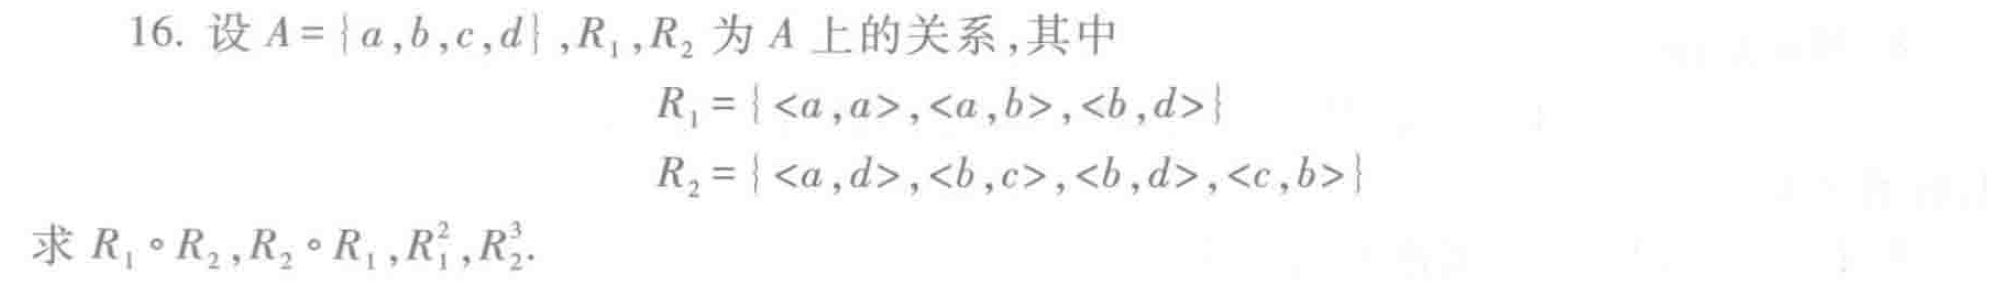 16. 设 A={a,b,c,d},R₁,R₂ 为 A 上的关系,其中
R₁={<a,a>,<a,b>,<b,d>}
R₂={<a,d>,<b,c>,<b,d>,<c,b>}
求 R₁∘R₂,R₂∘R₁,R₁²,R₂³.